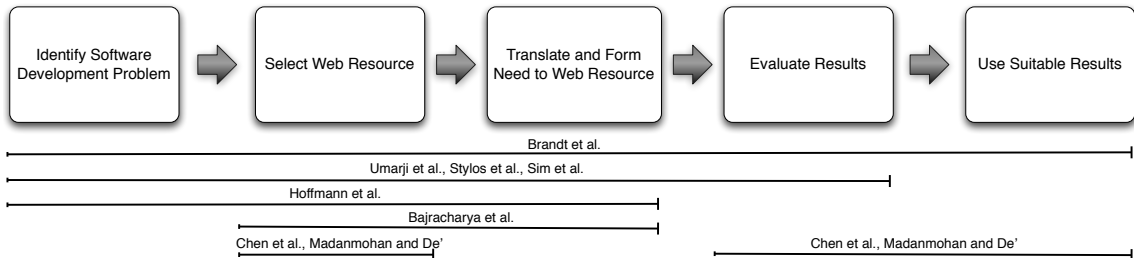 Identify Software
Development Problem
Select Web Resource
Translate and Form
Need to Web Resource
Evaluate Results
Use Suitable Results
Brandt et al.
Umarji et al., Stylos et al., Sim et al.
Hoffmann et al.
Bajracharya et al.
Chen et al., Madanmohan and De’
Chen et al., Madanmohan and De’